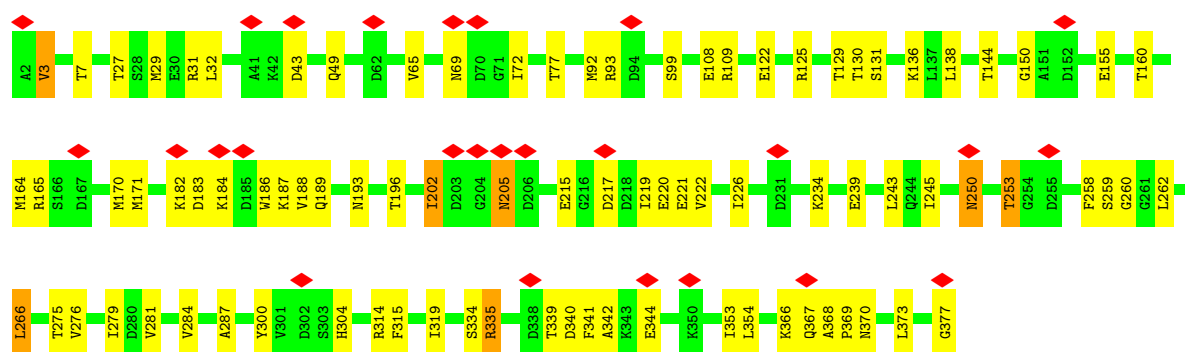 A2 V3 T7 T27 S28 M29 E30 R31 L32 A41 K42 D43 Q49 D62 V65 N69 D70 G71 I72 T77 M92 R93 D94 S99 E108 R109 E122 R125 T129 T130 S131 K136 L137 L138 T144 G150 A151 D152 E155 T160
M164 R165 S166 D167 M170 M171 K182 D183 K184 D185 W186 K187 V188 Q189 N193 T196 I202 D203 G204 N205 D206 E215 G216 D217 D218 I219 E220 E221 V222 I226 D231 K234 E239 L243 Q244 I245 N250 T253 G254 D255 F258 S259 G260 G261 L262
L266 T275 V276 I279 D280 V281 V284 A287 Y300 V301 D302 S303 H304 R314 F315 I319 S334 R335 D338 T339 D340 F341 A342 K343 E344 K350 I353 L354 K366 Q367 A368 P369 N370 L373 G377